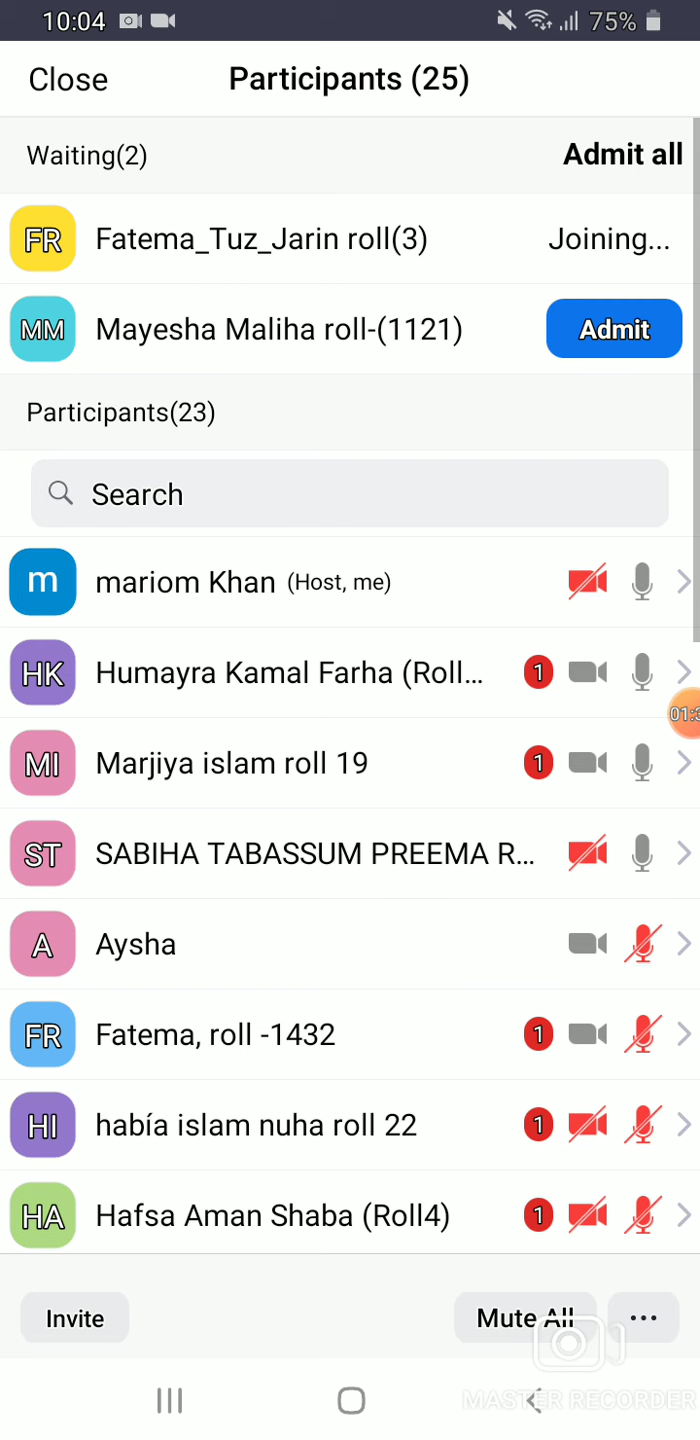 10:04 75%
Close Participants (25)
Waiting(2) Admit all
FR Fatema_Tuz_Jarin roll(3) Joining...
MM Mayesha Maliha roll-(1121) Admit
Participants(23)
Search
m mariom Khan (Host, me)
HK Humayra Kamal Farha (Roll... 1
01:3
MI Marjiya islam roll 19 1
ST SABIHA TABASSUM PREEMA R...
A Aysha
FR Fatema, roll -1432 1
HI había islam nuha roll 22 1
HA Hafsa Aman Shaba (Roll4) 1
Invite Mute All ...
MASTER RECORDER